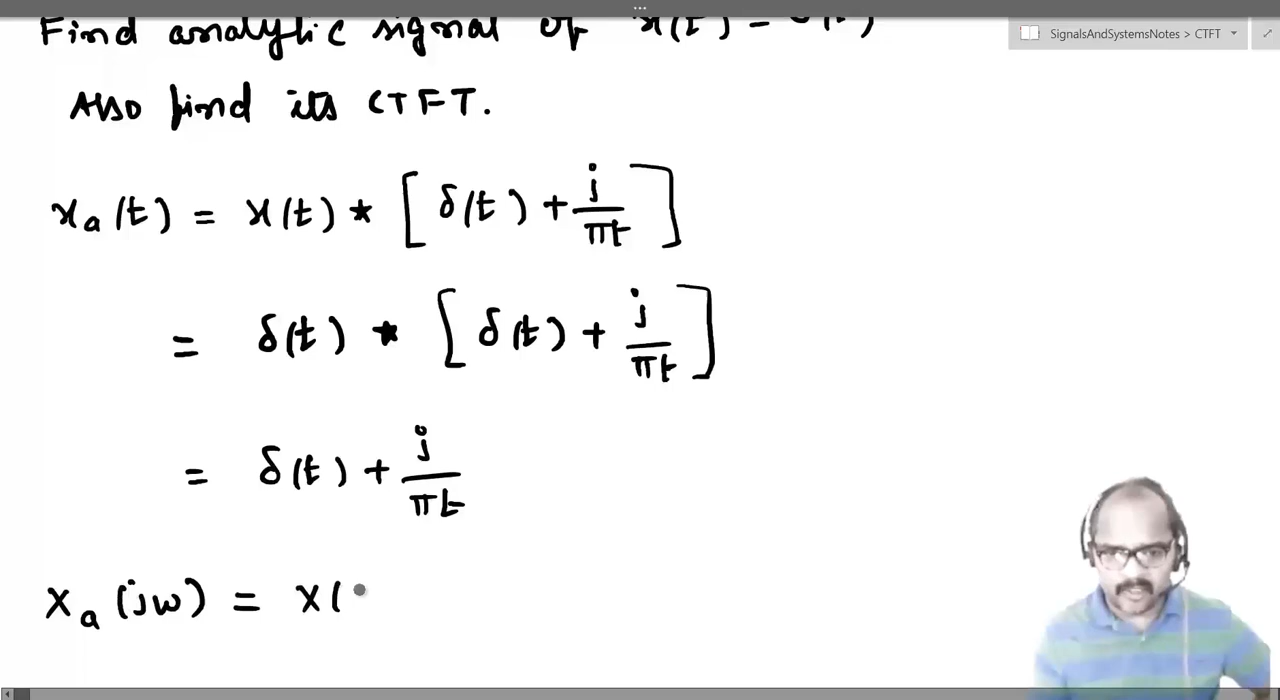 Find analytic signal of x(t) = δ(t)
SignalsAndSystemsNotes > CTFT
Also find its CTFT.
xₐ(t) = x(t) * [δ(t) + j/πt]
= δ(t) * [δ(t) + j/πt]
= δ(t) + j/πt
Xₐ(jω) = X(